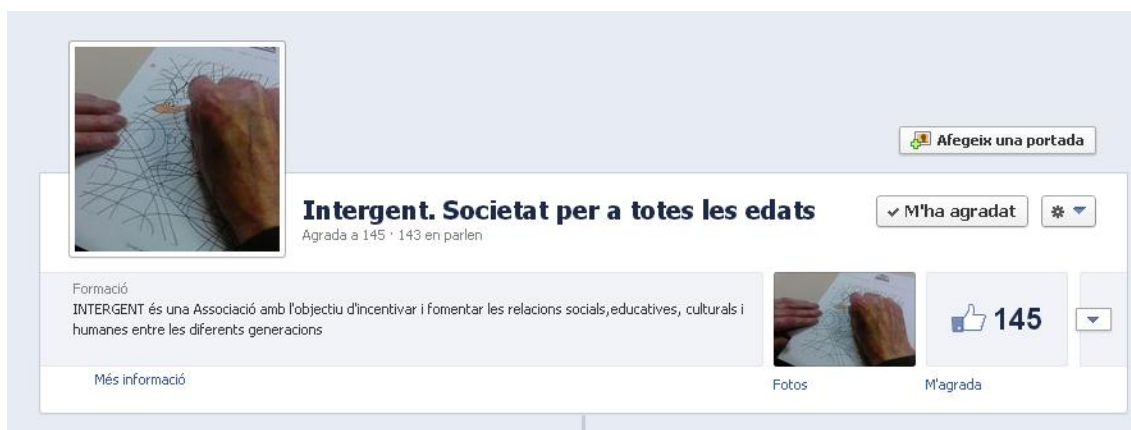 Afegeix una portada
Intergent. Societat per a totes les edats
M'ha agradat
Agrada a 145 · 143 en parlen
Formació
INTERGENT és una Associació amb l'objectiu d'incentivar i fomentar les relacions socials,educatives, culturals i
humanes entre les diferents generacions
145
Més informació
Fotos
M'agrada